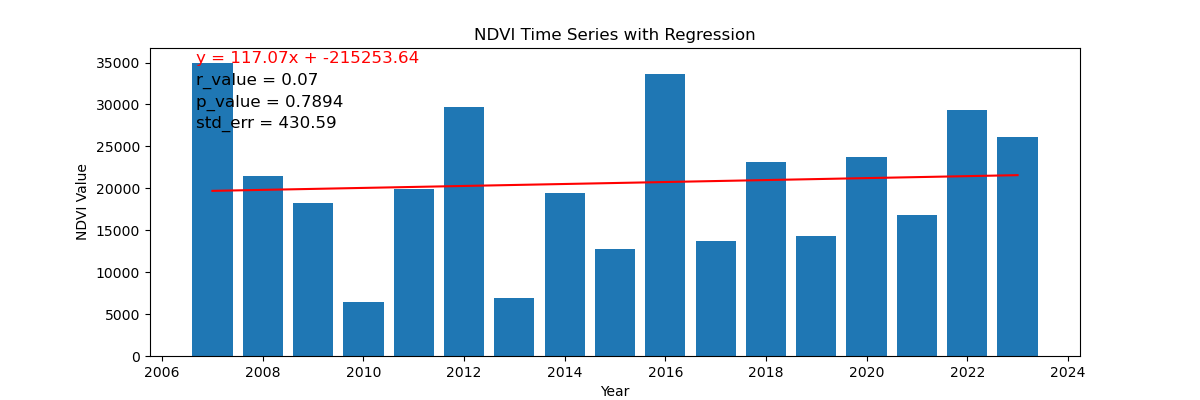 NDVI Time Series with Regression
y = 117.07x + -215253.64
r_value = 0.07
p_value = 0.7894
std_err = 430.59
NDVI Value
35000
30000
25000
20000
15000
10000
5000
0
2006 2008 2010 2012 2014 2016 2018 2020 2022 2024
Year